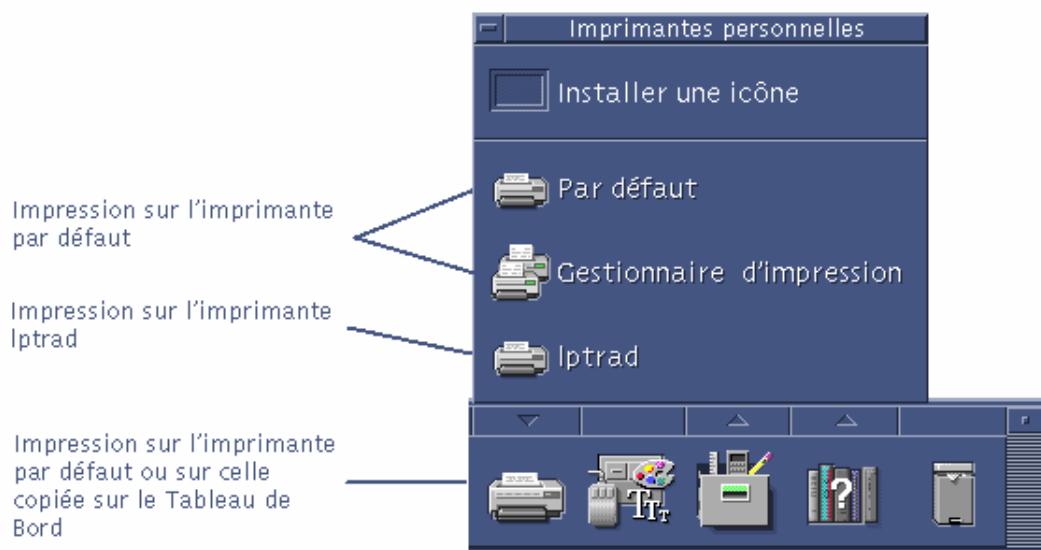 Imprimantes personnelles
Installer une icône
Par défaut
Gestionnaire d'impression
lptrad
Impression sur l'imprimante
par défaut
Impression sur l'imprimante
lptrad
Impression sur l'imprimante
par défaut ou sur celle
copiée sur le Tableau de
Bord
TTT
?